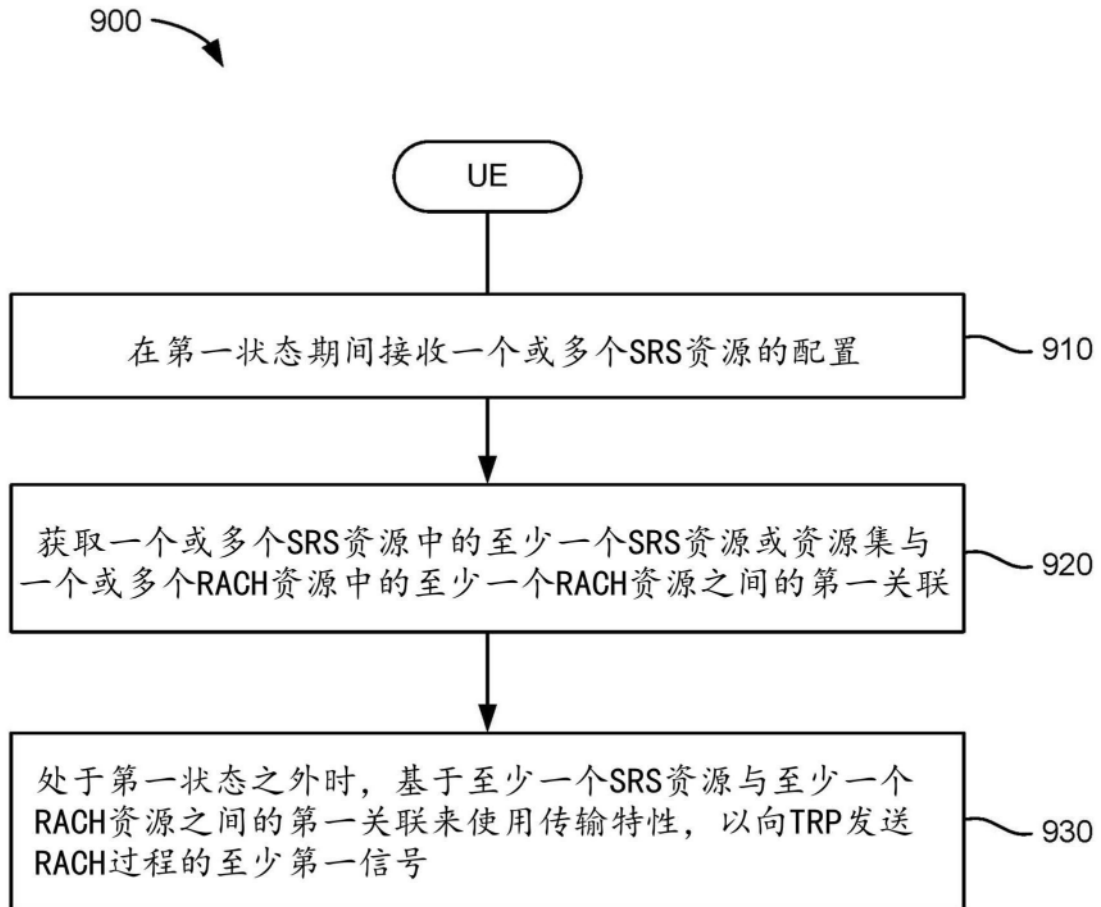 900
UE
在第一状态期间接收一个或多个SRS资源的配置
910
获取一个或多个SRS资源中的至少一个SRS资源或资源集与
一个或多个RACH资源中的至少一个RACH资源之间的第一关联
920
处于第一状态之外时，基于至少一个SRS资源与至少一个
RACH资源之间的第一关联来使用传输特性，以向TRP发送
RACH过程的至少第一信号
930